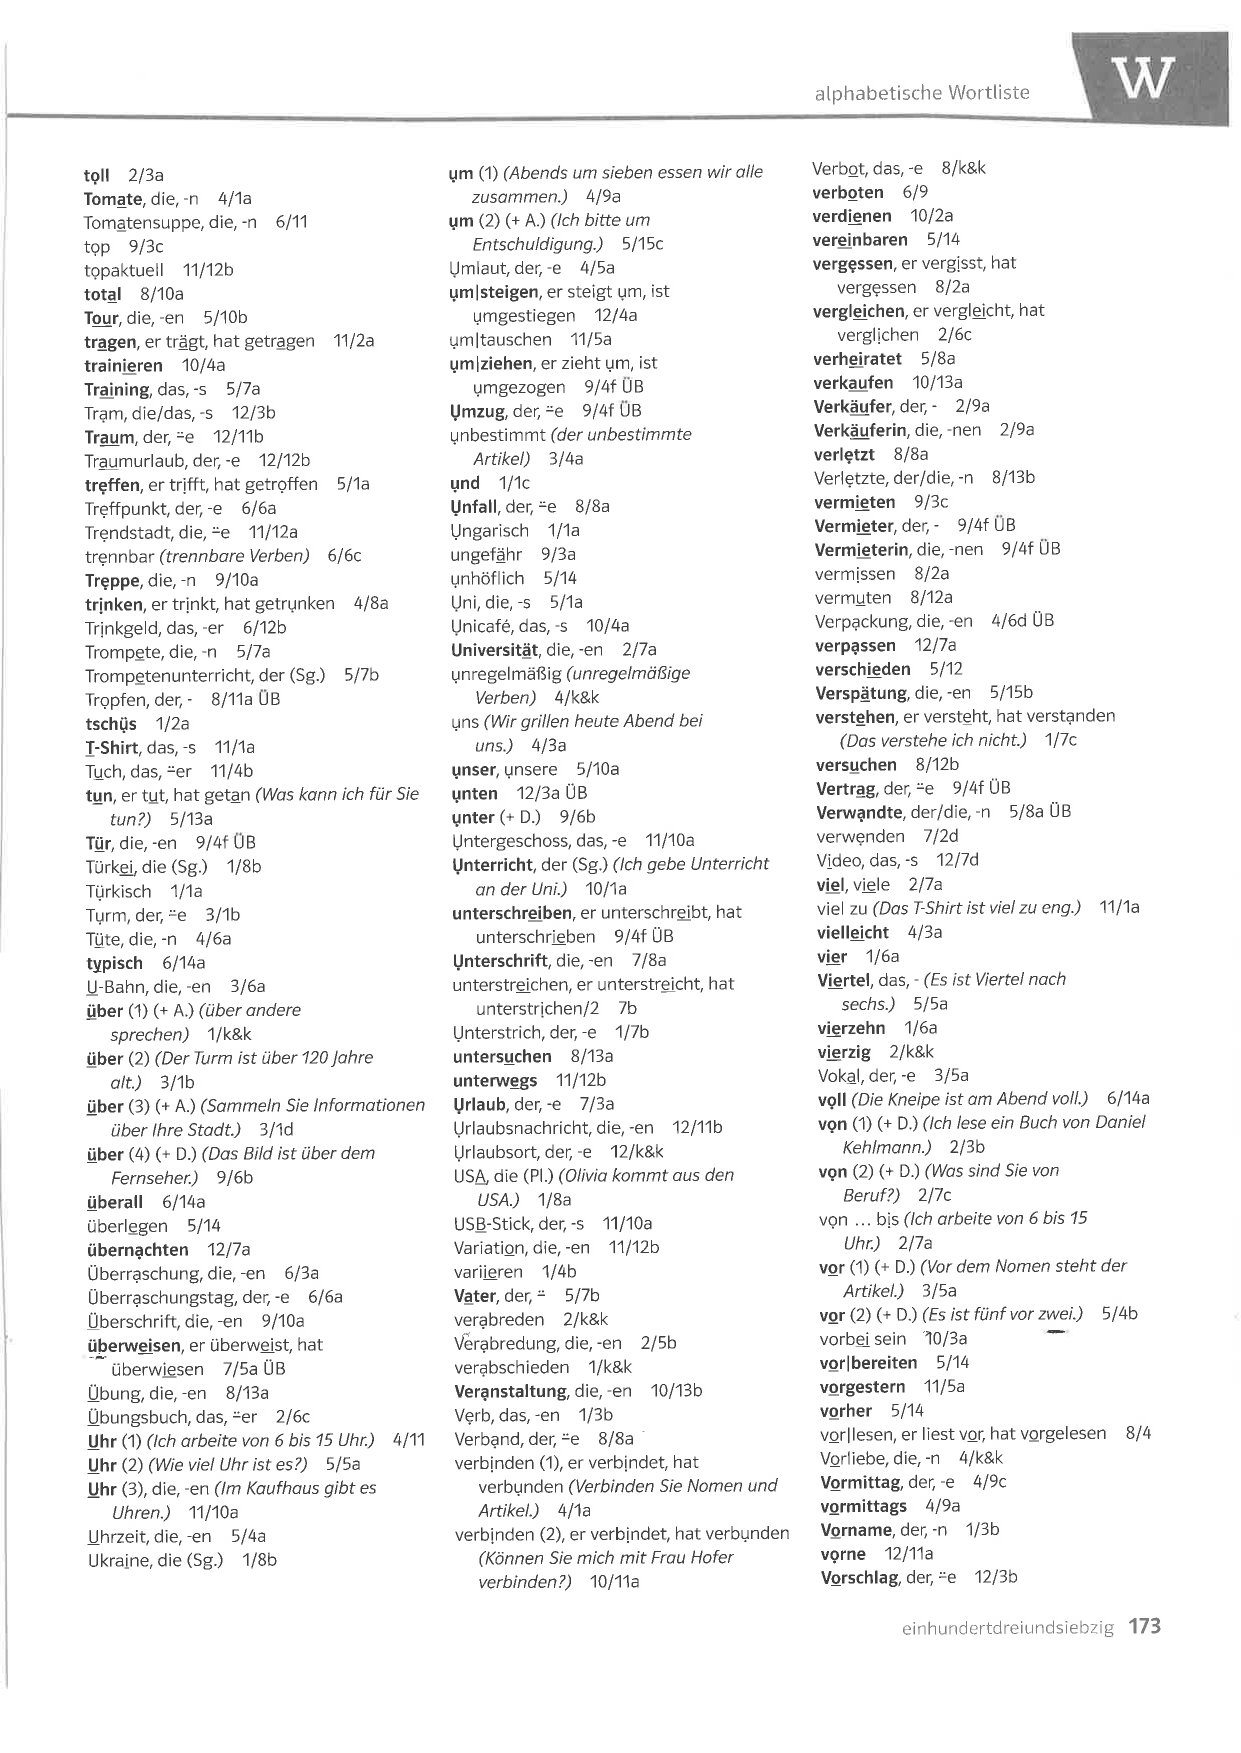 alphabetische Wortliste
W
toll 2/3a
Tomate, die, -n 4/1a
Tomatensuppe, die, -n 6/11
top 9/3c
topaktuell 11/12b
total 8/10a
Tour, die, -en 5/10b
tragen, er trägt, hat getragen 11/2a
trainieren 10/4a
Training, das, -s 5/7a
Tram, die/das, -s 12/3b
Traum, der, ¨-e 12/11b
Traumurlaub, der, -e 12/12b
treffen, er trifft, hat getroffen 5/1a
Treffpunkt, der, -e 6/6a
Trendstadt, die, ¨-e 11/12a
trennbar (trennbare Verben) 6/6c
Treppe, die, -n 9/10a
trinken, er trinkt, hat getrunken 4/8a
Trinkgeld, das, -er 6/12b
Trompete, die, -n 5/7a
Trompetenunterricht, der (Sg.) 5/7b
Tropfen, der, - 8/11a ÜB
tschüs 1/2a
T-Shirt, das, -s 11/1a
Tuch, das, ¨-er 11/4b
tun, er tut, hat getan (Was kann ich für Sie
tun?) 5/13a
Tür, die, -en 9/4f ÜB
Türkei, die (Sg.) 1/8b
Türkisch 1/1a
Turm, der, ¨-e 3/1b
Tüte, die, -n 4/6a
typisch 6/14a
U-Bahn, die, -en 3/6a
über (1) (+ A.) (über andere
sprechen) 1/k&k
über (2) (Der Turm ist über 120 Jahre
alt.) 3/1b
über (3) (+ A.) (Sammeln Sie Informationen
über Ihre Stadt.) 3/1d
über (4) (+ D.) (Das Bild ist über dem
Fernseher.) 9/6b
überall 6/14a
überlegen 5/14
übernachten 12/7a
Überraschung, die, -en 6/3a
Überraschungstag, der, -e 6/6a
Überschrift, die, -en 9/10a
überweisen, er überweist, hat
überwiesen 7/5a ÜB
Übung, die, -en 8/13a
Übungsbuch, das, ¨-er 2/6c
Uhr (1) (Ich arbeite von 6 bis 15 Uhr.) 4/11
Uhr (2) (Wie viel Uhr ist es?) 5/5a
Uhr (3), die, -en (Im Kaufhaus gibt es
Uhren.) 11/10a
Uhrzeit, die, -en 5/4a
Ukraine, die (Sg.) 1/8b
um (1) (Abends um sieben essen wir alle
zusammen.) 4/9a
um (2) (+ A.) (Ich bitte um
Entschuldigung.) 5/15c
Umlaut, der, -e 4/5a
um|steigen, er steigt um, ist
umgestiegen 12/4a
um|tauschen 11/5a
um|ziehen, er zieht um, ist
umgezogen 9/4f ÜB
Umzug, der, ¨-e 9/4f ÜB
unbestimmt (der unbestimmte
Artikel) 3/4a
und 1/1c
Unfall, der, ¨-e 8/8a
Ungarisch 1/1a
ungefähr 9/3a
unhöflich 5/14
Uni, die, -s 5/1a
Unicafé, das, -s 10/4a
Universität, die, -en 2/7a
unregelmäßig (unregelmäßige
Verben) 4/k&k
uns (Wir grillen heute Abend bei
uns.) 4/3a
unser, unsere 5/10a
unten 12/3a ÜB
unter (+ D.) 9/6b
Untergeschoss, das, -e 11/10a
Unterricht, der (Sg.) (Ich gebe Unterricht
an der Uni.) 10/1a
unterschreiben, er unterschreibt, hat
unterschrieben 9/4f ÜB
Unterschrift, die, -en 7/8a
unterstreichen, er unterstreicht, hat
unterstrichen/2 7b
Unterstrich, der, -e 1/7b
untersuchen 8/13a
unterwegs 11/12b
Urlaub, der, -e 7/3a
Urlaubsnachricht, die, -en 12/11b
Urlaubsort, der, -e 12/k&k
USA, die (Pl.) (Olivia kommt aus den
USA.) 1/8a
USB-Stick, der, -s 11/10a
Variation, die, -en 11/12b
variieren 1/4b
Vater, der, ¨- 5/7b
verabreden 2/k&k
Verabredung, die, -en 2/5b
verabschieden 1/k&k
Veranstaltung, die, -en 10/13b
Verb, das, -en 1/3b
Verband, der, ¨-e 8/8a
verbinden (1), er verbindet, hat
verbunden (Verbinden Sie Nomen und
Artikel.) 4/1a
verbinden (2), er verbindet, hat verbunden
(Können Sie mich mit Frau Hofer
verbinden?) 10/11a
Verbot, das, -e 8/k&k
verboten 6/9
verdienen 10/2a
vereinbaren 5/14
vergessen, er vergisst, hat
vergessen 8/2a
vergleichen, er vergleicht, hat
verglichen 2/6c
verheiratet 5/8a
verkaufen 10/13a
Verkäufer, der, - 2/9a
Verkäuferin, die, -nen 2/9a
verletzt 8/8a
Verletzte, der/die, -n 8/13b
vermieten 9/3c
Vermieter, der, - 9/4f ÜB
Vermieterin, die, -nen 9/4f ÜB
vermissen 8/2a
vermuten 8/12a
Verpackung, die, -en 4/6d ÜB
verpassen 12/7a
verschieden 5/12
Verspätung, die, -en 5/15b
verstehen, er versteht, hat verstanden
(Das verstehe ich nicht.) 1/7c
versuchen 8/12b
Vertrag, der, ¨-e 9/4f ÜB
Verwandte, der/die, -n 5/8a ÜB
verwenden 7/2d
Video, das, -s 12/7d
viel, viele 2/7a
viel zu (Das T-Shirt ist viel zu eng.) 11/1a
vielleicht 4/3a
vier 1/6a
Viertel, das, - (Es ist Viertel nach
sechs.) 5/5a
vierzehn 1/6a
vierzig 2/k&k
Vokal, der, -e 3/5a
voll (Die Kneipe ist am Abend voll.) 6/14a
von (1) (+ D.) (Ich lese ein Buch von Daniel
Kehlmann.) 2/3b
von (2) (+ D.) (Was sind Sie von
Beruf?) 2/7c
von ... bis (Ich arbeite von 6 bis 15
Uhr.) 2/7a
vor (1) (+ D.) (Vor dem Nomen steht der
Artikel.) 3/5a
vor (2) (+ D.) (Es ist fünf vor zwei.) 5/4b
vorbei sein 10/3a
vor|bereiten 5/14
vorgestern 11/5a
vorher 5/14
vor|lesen, er liest vor, hat vorgelesen 8/4
Vorliebe, die, -n 4/k&k
Vormittag, der, -e 4/9c
vormittags 4/9a
Vorname, der, -n 1/3b
vorne 12/11a
Vorschlag, der, ¨-e 12/3b
einhundertdreiundsiebzig 173